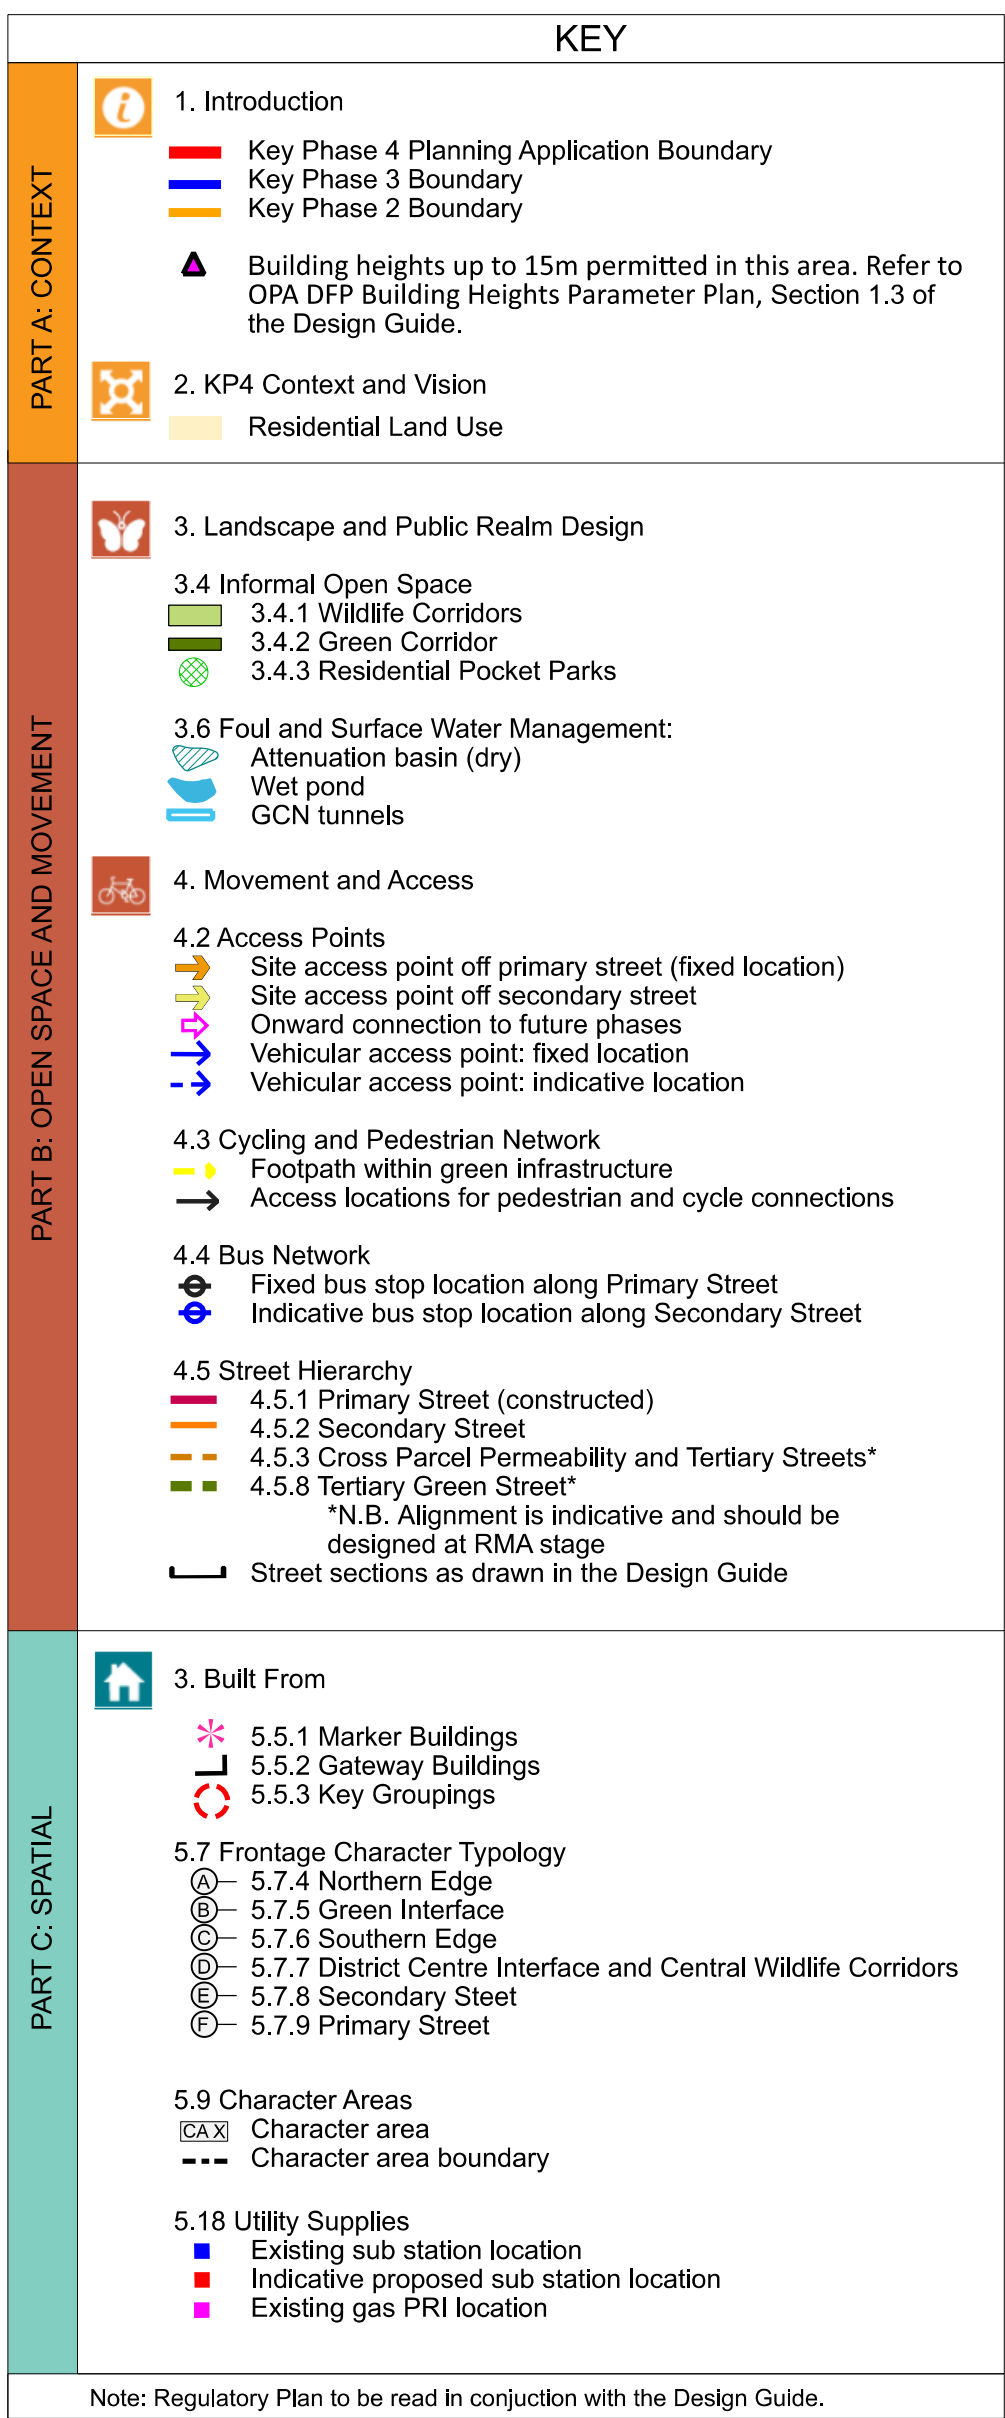 KEY
PART A: CONTEXT
i
1. Introduction
Key Phase 4 Planning Application Boundary
Key Phase 3 Boundary
Key Phase 2 Boundary
Building heights up to 15m permitted in this area. Refer to
OPA DFP Building Heights Parameter Plan, Section 1.3 of
the Design Guide.
2. KP4 Context and Vision
Residential Land Use
PART B: OPEN SPACE AND MOVEMENT
3. Landscape and Public Realm Design
3.4 Informal Open Space
3.4.1 Wildlife Corridors
3.4.2 Green Corridor
3.4.3 Residential Pocket Parks
3.6 Foul and Surface Water Management:
Attenuation basin (dry)
Wet pond
GCN tunnels
4. Movement and Access
4.2 Access Points
Site access point off primary street (fixed location)
Site access point off secondary street
Onward connection to future phases
Vehicular access point: fixed location
Vehicular access point: indicative location
4.3 Cycling and Pedestrian Network
Footpath within green infrastructure
Access locations for pedestrian and cycle connections
4.4 Bus Network
Fixed bus stop location along Primary Street
Indicative bus stop location along Secondary Street
4.5 Street Hierarchy
4.5.1 Primary Street (constructed)
4.5.2 Secondary Street
4.5.3 Cross Parcel Permeability and Tertiary Streets*
4.5.8 Tertiary Green Street*
*N.B. Alignment is indicative and should be
designed at RMA stage
Street sections as drawn in the Design Guide
PART C: SPATIAL
3. Built From
5.5.1 Marker Buildings
5.5.2 Gateway Buildings
5.5.3 Key Groupings
5.7 Frontage Character Typology
A 5.7.4 Northern Edge
B 5.7.5 Green Interface
C 5.7.6 Southern Edge
D 5.7.7 District Centre Interface and Central Wildlife Corridors
E 5.7.8 Secondary Steet
F 5.7.9 Primary Street
5.9 Character Areas
CA X Character area
Character area boundary
5.18 Utility Supplies
Existing sub station location
Indicative proposed sub station location
Existing gas PRI location
Note: Regulatory Plan to be read in conjuction with the Design Guide.